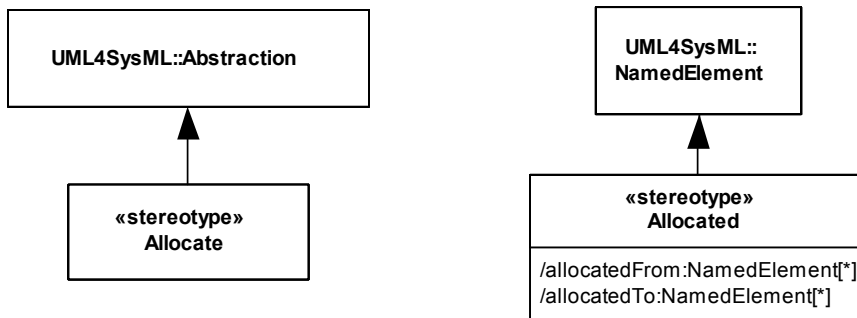 UML4SysML::Abstraction
«stereotype»
Allocate
UML4SysML::
NamedElement
«stereotype»
Allocated
/allocatedFrom:NamedElement[*]
/allocatedTo:NamedElement[*]